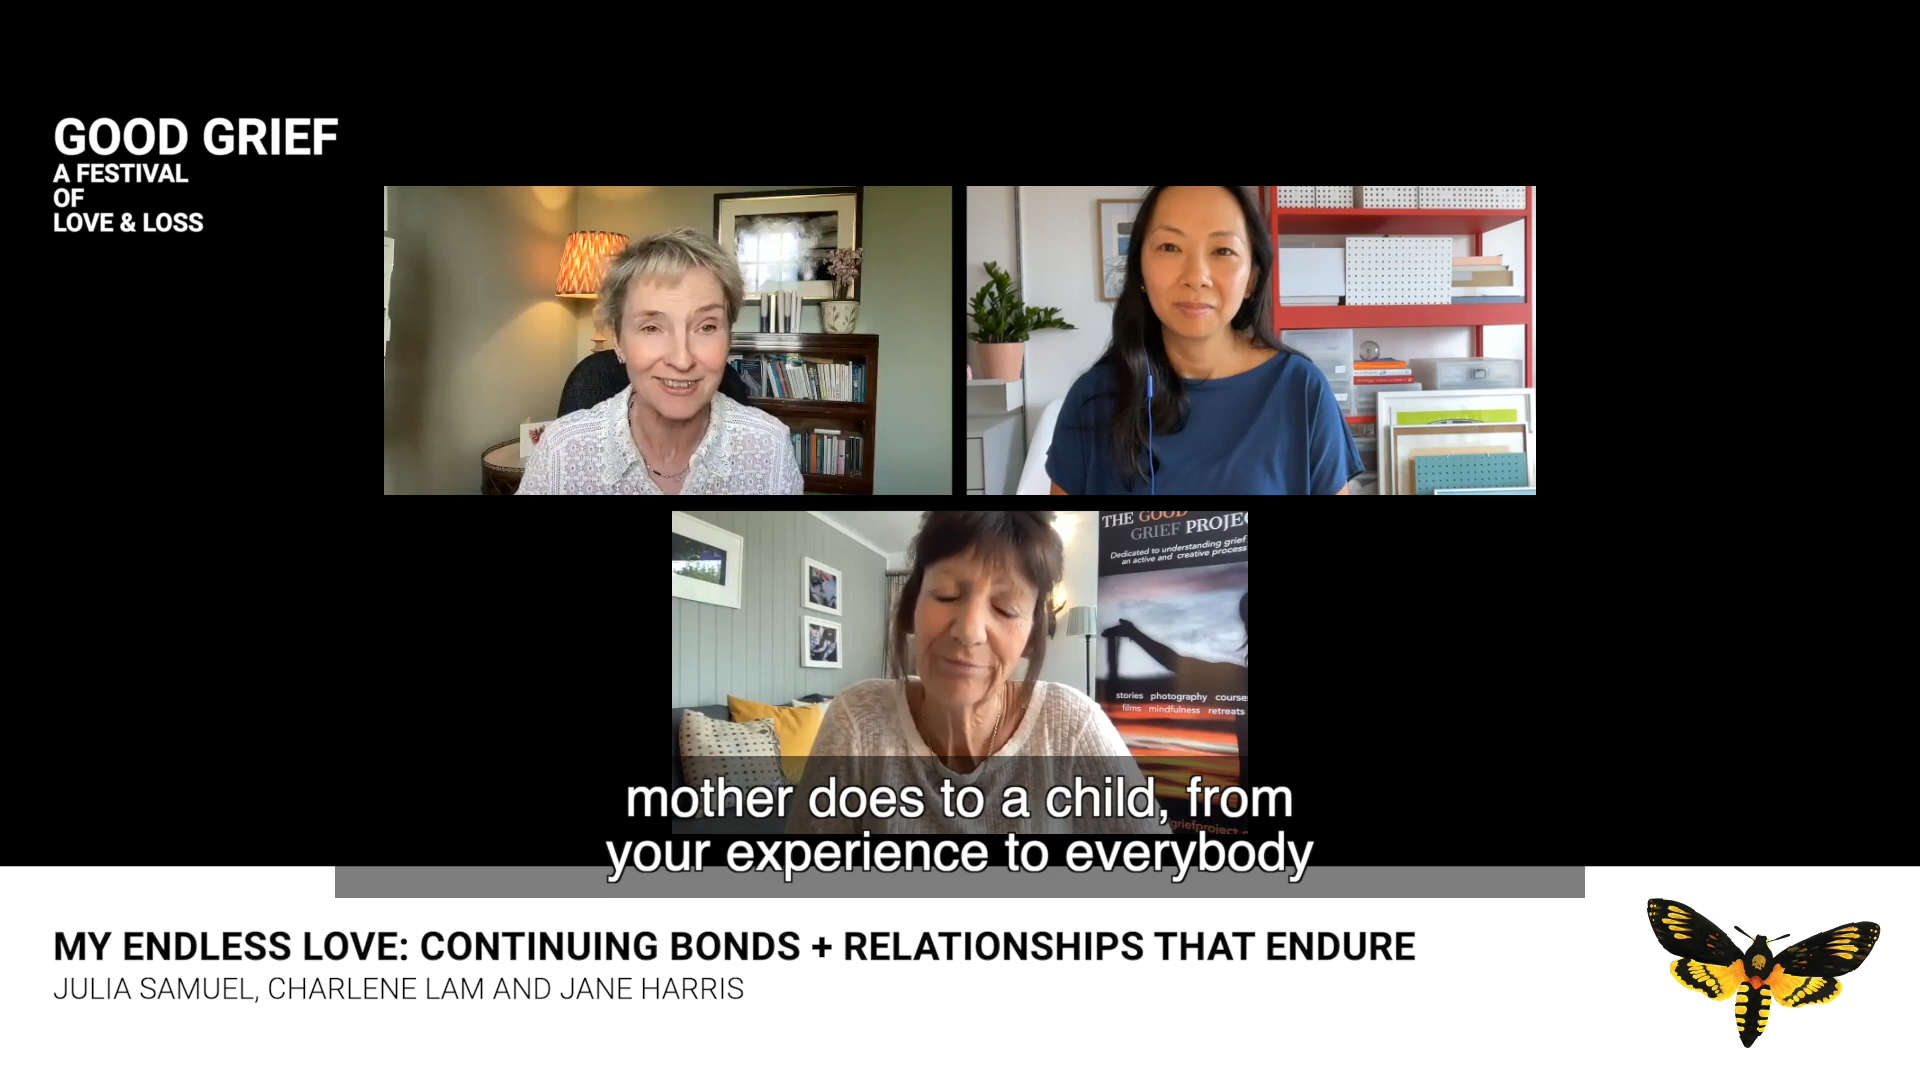 GOOD GRIEF
A FESTIVAL
OF
LOVE & LOSS
THE GOOD
GRIEF PROJEC
Dedicated to understanding grief
an active and creative process
stories photography course
films mindfulness retreats
griefproject.
mother does to a child, from
your experience to everybody
MY ENDLESS LOVE: CONTINUING BONDS + RELATIONSHIPS THAT ENDURE
JULIA SAMUEL, CHARLENE LAM AND JANE HARRIS